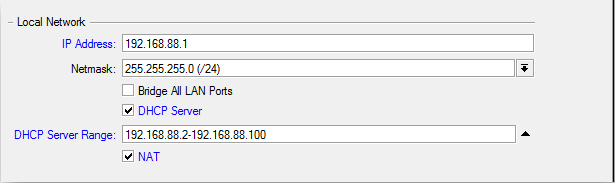 Local Network
IP Address: 192.168.88.1
Netmask: 255.255.255.0 (/24)
Bridge All LAN Ports
DHCP Server
DHCP Server Range: 192.168.88.2-192.168.88.100
NAT